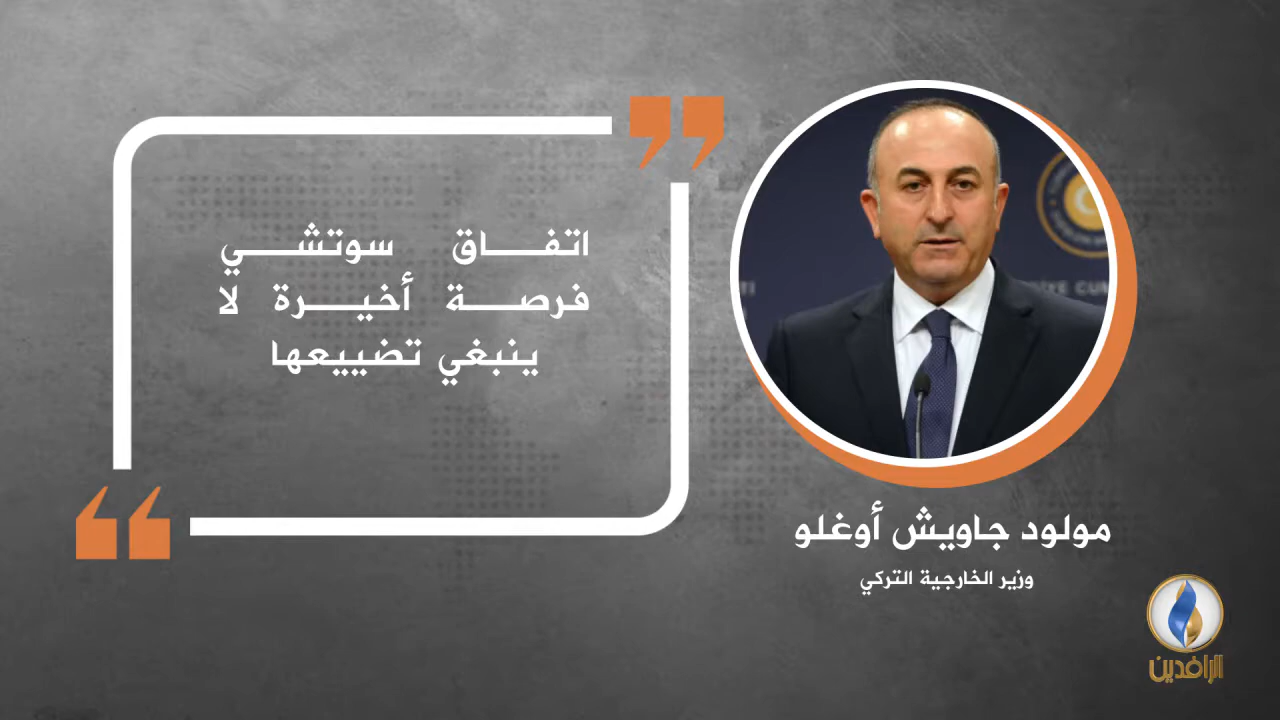 اتفاق سوتشي
فرصة أخيرة لا
ينبغي تضييعها
مولود جاويش أوغلو
وزير الخارجية التركي
الرافدين